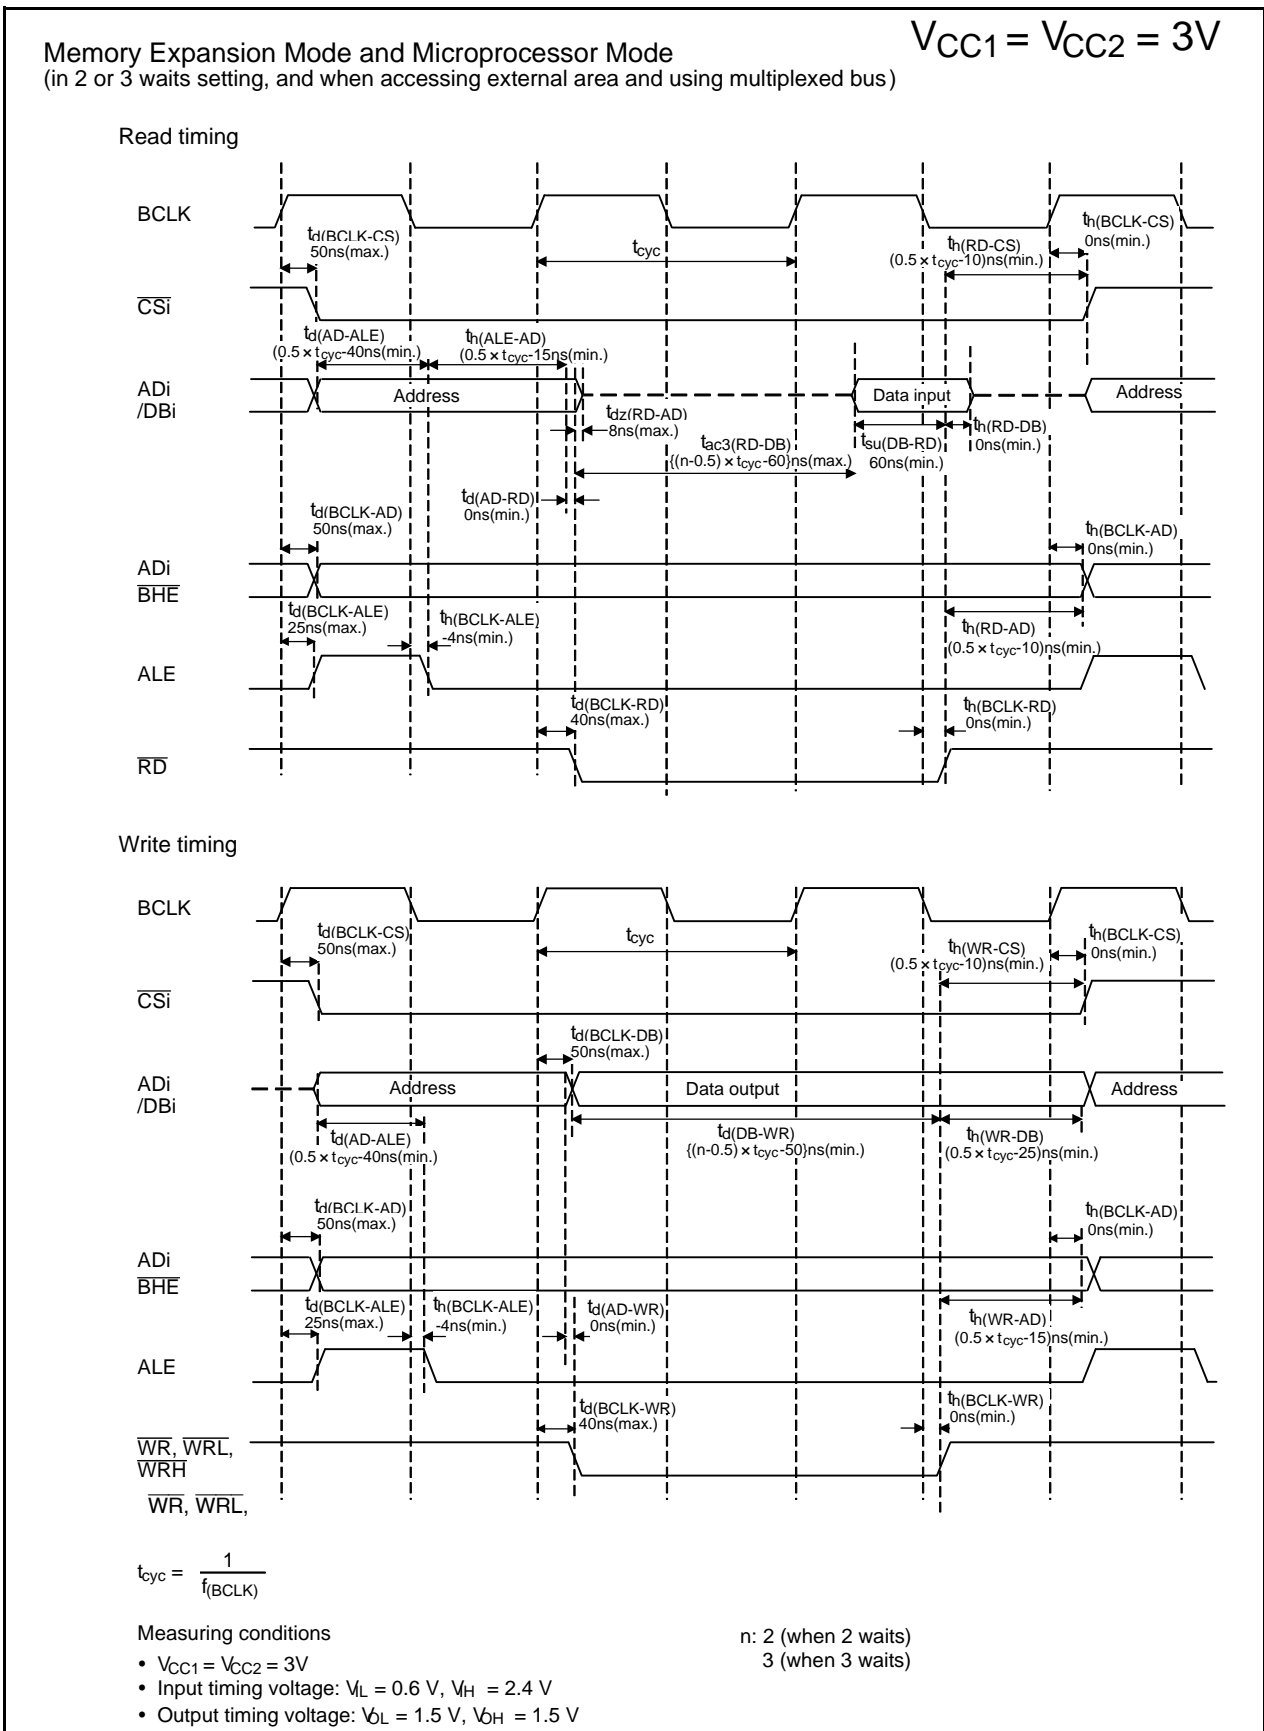 VCC1 = VCC2 = 3V
Memory Expansion Mode and Microprocessor Mode
(in 2 or 3 waits setting, and when accessing external area and using multiplexed bus)
Read timing
BCLK
td(BCLK-CS)
50ns(max.)
tcyc
th(RD-CS)
(0.5 × tcyc-10)ns(min.)
th(BCLK-CS)
0ns(min.)
CSi
td(AD-ALE)
(0.5 × tcyc-40ns(min.)
th(ALE-AD)
(0.5 × tcyc-15ns(min.)
ADi
/DBi
Address
Data input
Address
tdz(RD-AD)
8ns(max.)
tac3(RD-DB)
{(n-0.5) × tcyc-60}ns(max.)
tsu(DB-RD)
60ns(min.)
th(RD-DB)
0ns(min.)
td(AD-RD)
0ns(min.)
td(BCLK-AD)
50ns(max.)
th(BCLK-AD)
0ns(min.)
ADi
BHE
td(BCLK-ALE)
25ns(max.)
th(BCLK-ALE)
-4ns(min.)
th(RD-AD)
(0.5 × tcyc-10)ns(min.)
ALE
td(BCLK-RD)
40ns(max.)
th(BCLK-RD)
0ns(min.)
RD
Write timing
BCLK
td(BCLK-CS)
50ns(max.)
tcyc
th(WR-CS)
(0.5 × tcyc-10)ns(min.)
th(BCLK-CS)
0ns(min.)
CSi
td(BCLK-DB)
50ns(max.)
ADi
/DBi
Address
Data output
Address
td(AD-ALE)
(0.5 × tcyc-40ns(min.)
td(DB-WR)
{(n-0.5) × tcyc-50}ns(min.)
th(WR-DB)
(0.5 × tcyc-25)ns(min.)
td(BCLK-AD)
50ns(max.)
th(BCLK-AD)
0ns(min.)
ADi
BHE
td(BCLK-ALE)
25ns(max.)
th(BCLK-ALE)
-4ns(min.)
td(AD-WR)
0ns(min.)
th(WR-AD)
(0.5 × tcyc-15)ns(min.)
ALE
td(BCLK-WR)
40ns(max.)
th(BCLK-WR)
0ns(min.)
WR, WRL,
WRH
WR, WRL,
tcyc = 1
f(BCLK)
Measuring conditions
• VCC1 = VCC2 = 3V
• Input timing voltage: VIL = 0.6 V, VIH = 2.4 V
• Output timing voltage: VOL = 1.5 V, VOH = 1.5 V
n: 2 (when 2 waits)
3 (when 3 waits)